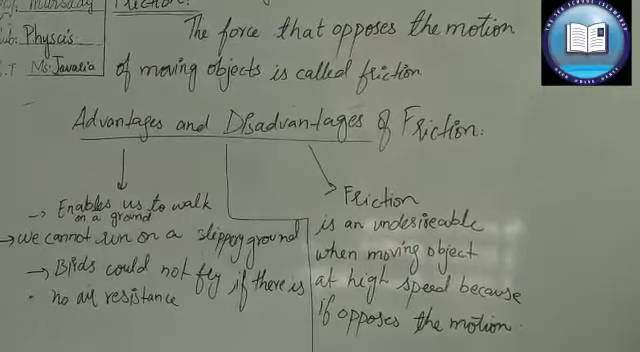 Thursday
Friction:
The force that opposes the motion
Sub: Physcis
of moving objects is called friction
C.T Ms. Javaria
Advantages and Disadvantages of Friction:
→ Enables us to walk
on a ground
→ we cannot run on a slippery ground
→ Birds could not fly if there is
no air resistance
Friction
is an undesireable
when moving object
at high speed because
if opposes the motion.